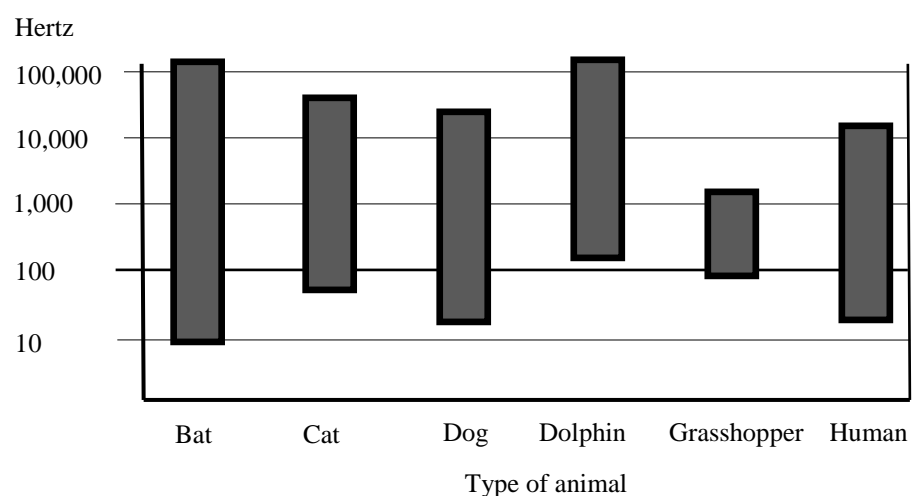 Hertz
100,000
10,000
1,000
100
10
Bat Cat Dog Dolphin Grasshopper Human
Type of animal